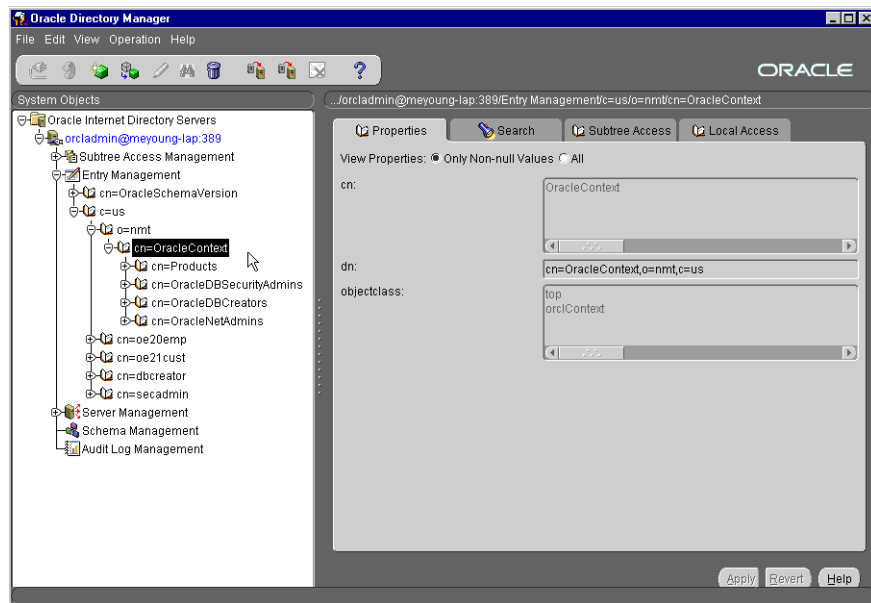 Oracle Directory Manager
File Edit View Operation Help
ORACLE
System Objects
.../orcladmin@meyoung-lap:389/Entry Management/c=us/o=nmt/cn=OracleContext
Oracle Internet Directory Servers
orcladmin@meyoung-lap:389
Subtree Access Management
Entry Management
cn=OracleSchemaVersion
c=us
o=nmt
cn=OracleContext
cn=Products
cn=OracleDBSecurityAdmins
cn=OracleDBCreators
cn=OracleNetAdmins
cn=oe20emp
cn=oe21cust
cn=dbcreator
cn=secadmin
Server Management
Schema Management
Audit Log Management
Properties Search Subtree Access Local Access
View Properties: Only Non-null Values All
cn: OracleContext
dn: cn=OracleContext,o=nmt,c=us
objectclass: top
orclContext
Apply Revert Help